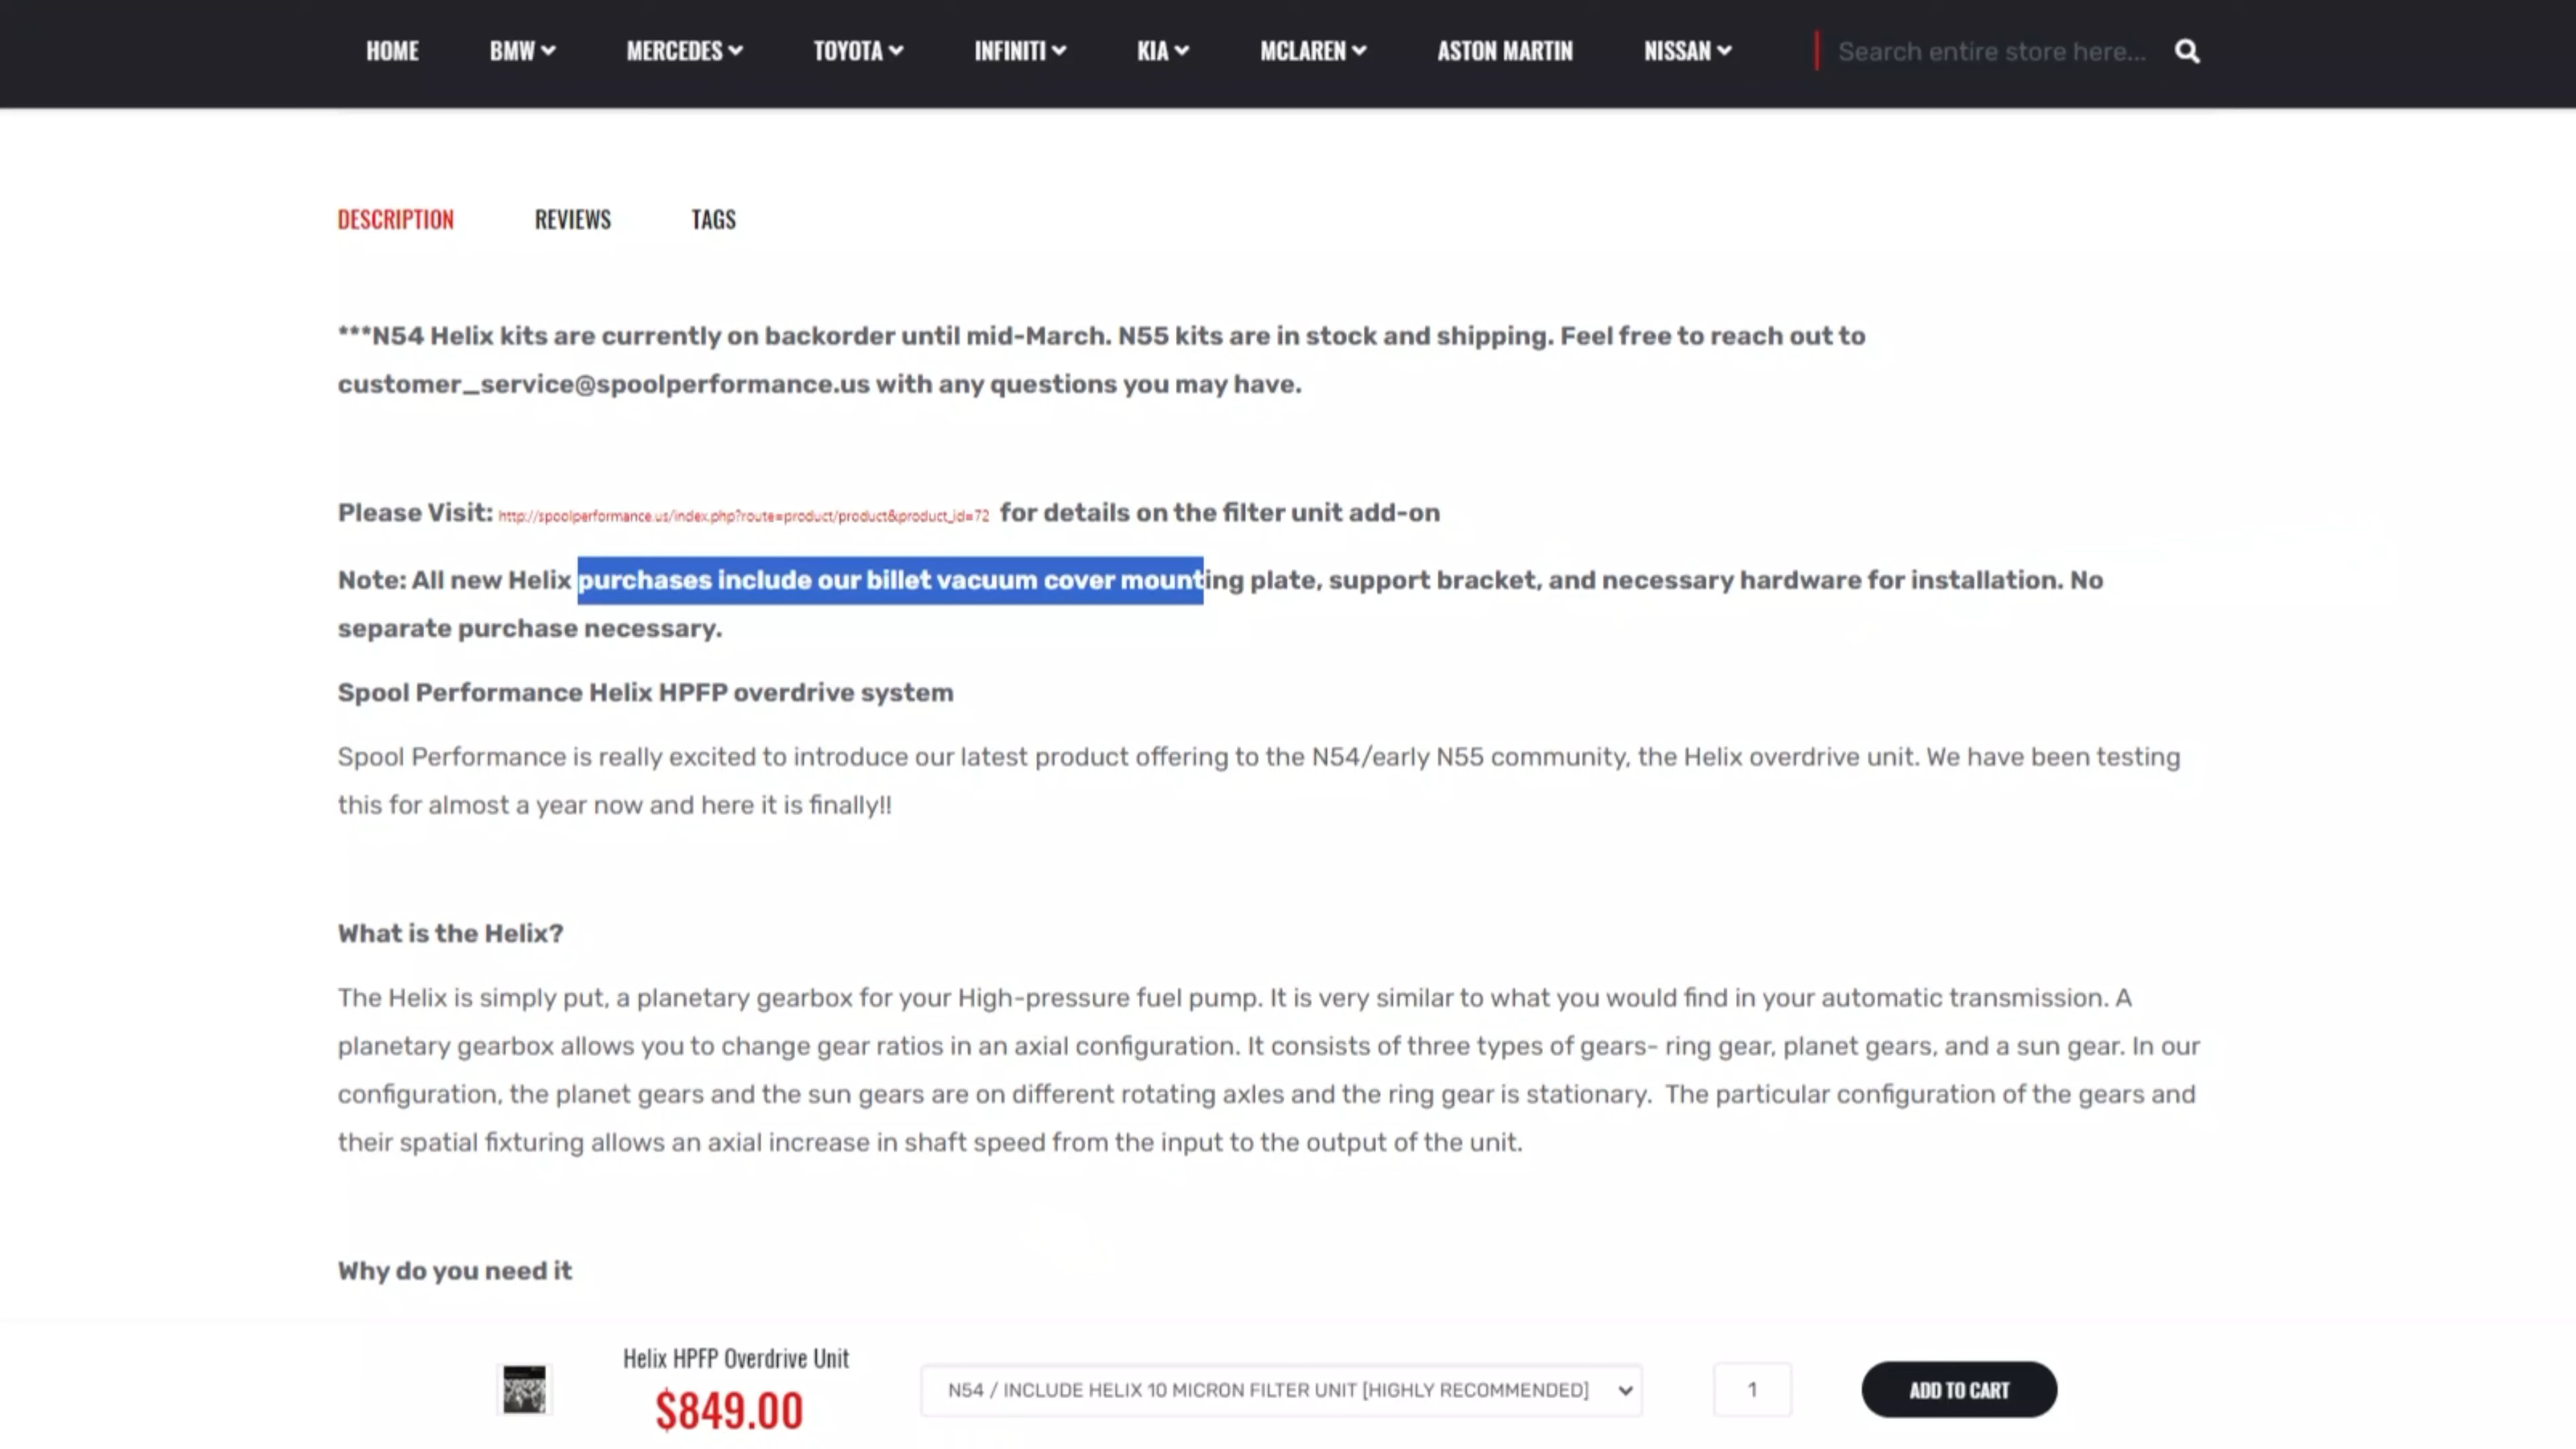 HOME BMW MERCEDES TOYOTA INFINITI KIA MCLAREN ASTON MARTIN NISSAN Search entire store here...
DESCRIPTION REVIEWS TAGS
***N54 Helix kits are currently on backorder until mid-March. N55 kits are in stock and shipping. Feel free to reach out to
customer_service@spoolperformance.us with any questions you may have.
Please Visit: http://spoolperformance.us/index.php?route=product/product&product_id=72 for details on the filter unit add-on
Note: All new Helix purchases include our billet vacuum cover mounting plate, support bracket, and necessary hardware for installation. No
separate purchase necessary.
Spool Performance Helix HPFP overdrive system
Spool Performance is really excited to introduce our latest product offering to the N54/early N55 community, the Helix overdrive unit. We have been testing
this for almost a year now and here it is finally!!
What is the Helix?
The Helix is simply put, a planetary gearbox for your High-pressure fuel pump. It is very similar to what you would find in your automatic transmission. A
planetary gearbox allows you to change gear ratios in an axial configuration. It consists of three types of gears- ring gear, planet gears, and a sun gear. In our
configuration, the planet gears and the sun gears are on different rotating axles and the ring gear is stationary. The particular configuration of the gears and
their spatial fixturing allows an axial increase in shaft speed from the input to the output of the unit.
Why do you need it
Helix HPFP Overdrive Unit
$849.00
N54 / INCLUDE HELIX 10 MICRON FILTER UNIT [HIGHLY RECOMMENDED]
1
ADD TO CART